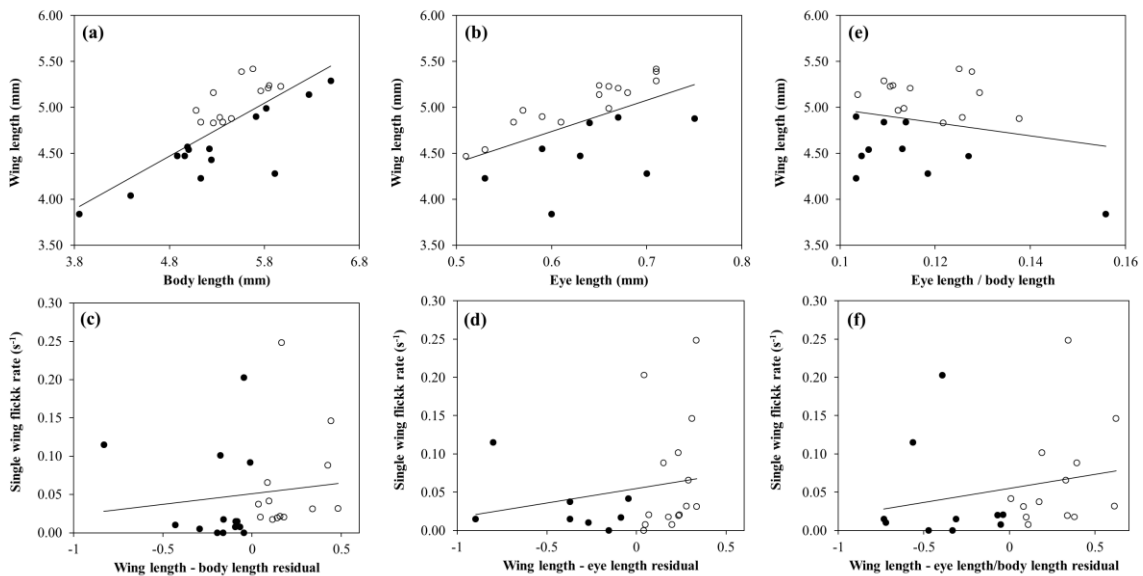 (a)
6.00
5.50
5.00
4.50
4.00
3.50
Wing length (mm)
3.8 4.8 5.8 6.8
Body length (mm)
(b)
6.00
5.50
5.00
4.50
4.00
3.50
Wing length (mm)
0.5 0.6 0.7 0.8
Eye length (mm)
(e)
6.00
5.50
5.00
4.50
4.00
3.50
Wing length (mm)
0.1 0.12 0.14 0.16
Eye length / body length
(c)
0.30
0.25
0.20
0.15
0.10
0.05
0.00
Single wing flickk rate (s⁻¹)
-1 -0.5 0 0.5
Wing length - body length residual
(d)
0.30
0.25
0.20
0.15
0.10
0.05
0.00
Single wing flickk rate (s⁻¹)
-1 -0.5 0 0.5
Wing length - eye length residual
(f)
0.30
0.25
0.20
0.15
0.10
0.05
0.00
Single wing flickk rate (s⁻¹)
-1 -0.5 0 0.5
Wing length - eye length/body length residual